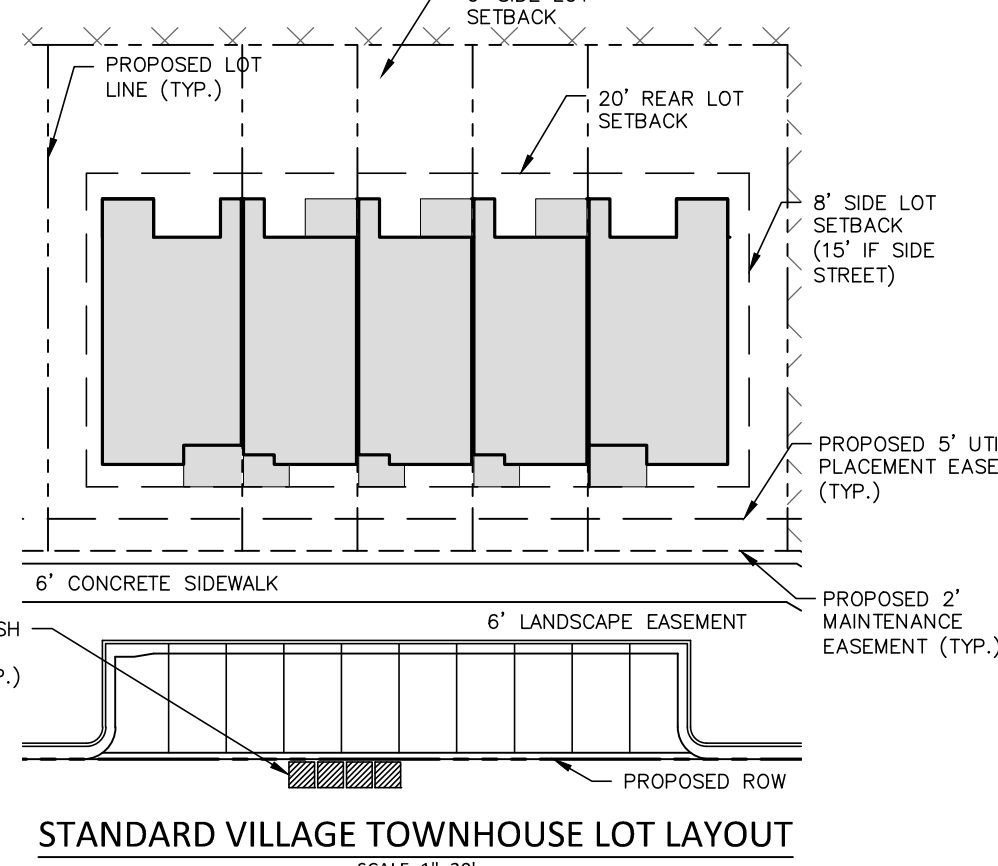 SETBACK
PROPOSED LOT
LINE (TYP.)
20' REAR LOT
SETBACK
8' SIDE LOT
SETBACK
(15' IF SIDE
STREET)
PROPOSED 5' UTI
PLACEMENT EASE
(TYP.)
6' CONCRETE SIDEWALK
PROPOSED 2'
MAINTENANCE
EASEMENT (TYP.)
6' LANDSCAPE EASEMENT
SH
P.)
PROPOSED ROW
STANDARD VILLAGE TOWNHOUSE LOT LAYOUT